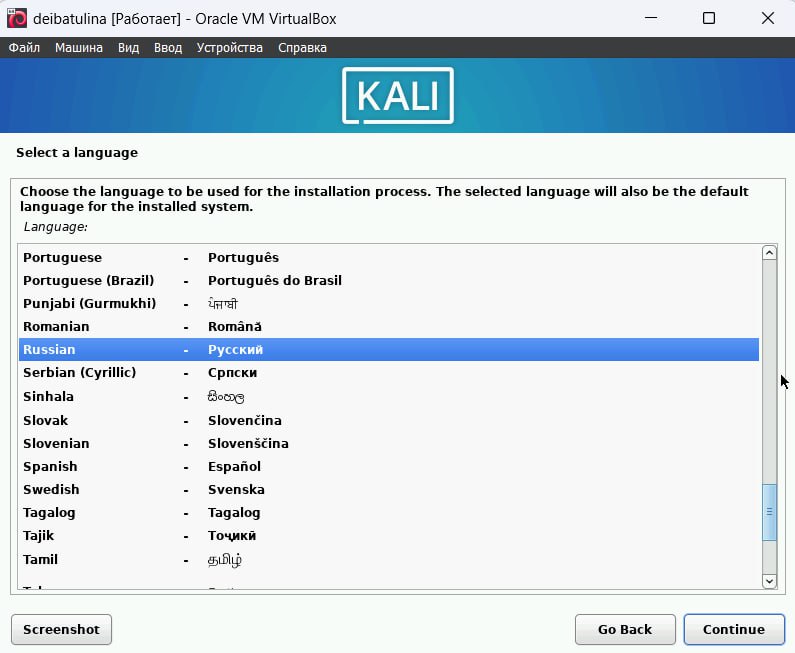 deibatulina [Работает] - Oracle VM VirtualBox
Файл Машина Вид Ввод Устройства Справка
KALI
Select a language
Choose the language to be used for the installation process. The selected language will also be the default
language for the installed system.
Language:
Portuguese - Português
Portuguese (Brazil) - Português do Brasil
Punjabi (Gurmukhi) - ਪੰਜਾਬੀ
Romanian - Română
Russian - Русский
Serbian (Cyrillic) - Српски
Sinhala - සිංහල
Slovak - Slovenčina
Slovenian - Slovenščina
Spanish - Español
Swedish - Svenska
Tagalog - Tagalog
Tajik - Тоҷикӣ
Tamil - தமிழ்
Screenshot Go Back Continue